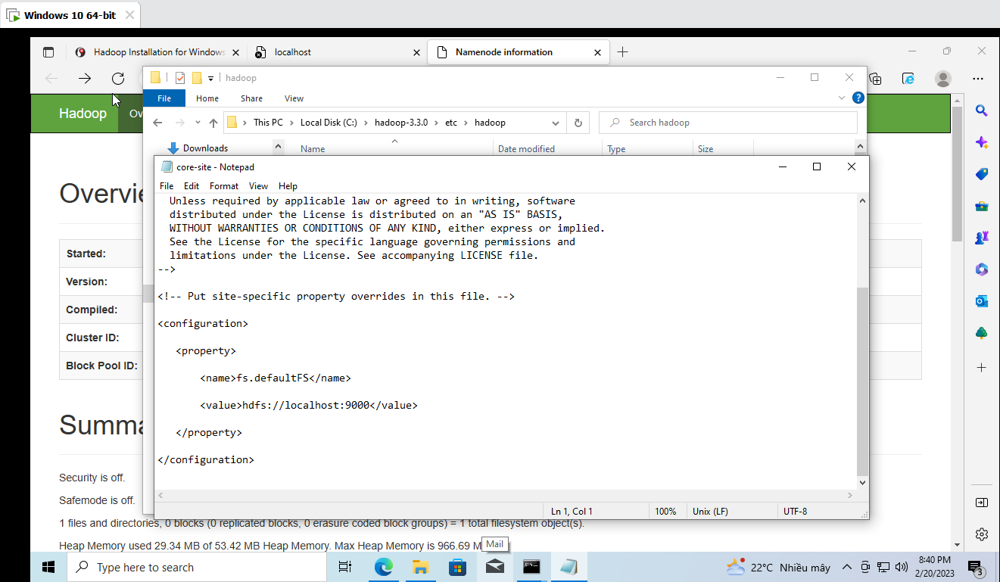 Windows 10 64-bit
Hadoop Installation for Windows
localhost
Namenode information
hadoop
File Home Share View
This PC > Local Disk (C:) > hadoop-3.3.0 > etc > hadoop
Search hadoop
Downloads
Name Date modified Type Size
Hadoop
Ov
core-site - Notepad
File Edit Format View Help
Unless required by applicable law or agreed to in writing, software
distributed under the License is distributed on an "AS IS" BASIS,
WITHOUT WARRANTIES OR CONDITIONS OF ANY KIND, either express or implied.
See the License for the specific language governing permissions and
limitations under the License. See accompanying LICENSE file.
-->
<!-- Put site-specific property overrides in this file. -->
<configuration>
<property>
<name>fs.defaultFS</name>
<value>hdfs://localhost:9000</value>
</property>
</configuration>
Ln 1, Col 1 100% Unix (LF) UTF-8
Overvie
Started:
Version:
Compiled:
Cluster ID:
Block Pool ID:
Summa
Security is off.
Safemode is off.
1 files and directories, 0 blocks (0 replicated blocks, 0 erasure coded block groups) = 1 total filesystem object(s).
Heap Memory used 29.34 MB of 53.42 MB Heap Memory. Max Heap Memory is 966.69 M
Mail
Type here to search
22°C Nhiều mây
8:40 PM
2/20/2023
3